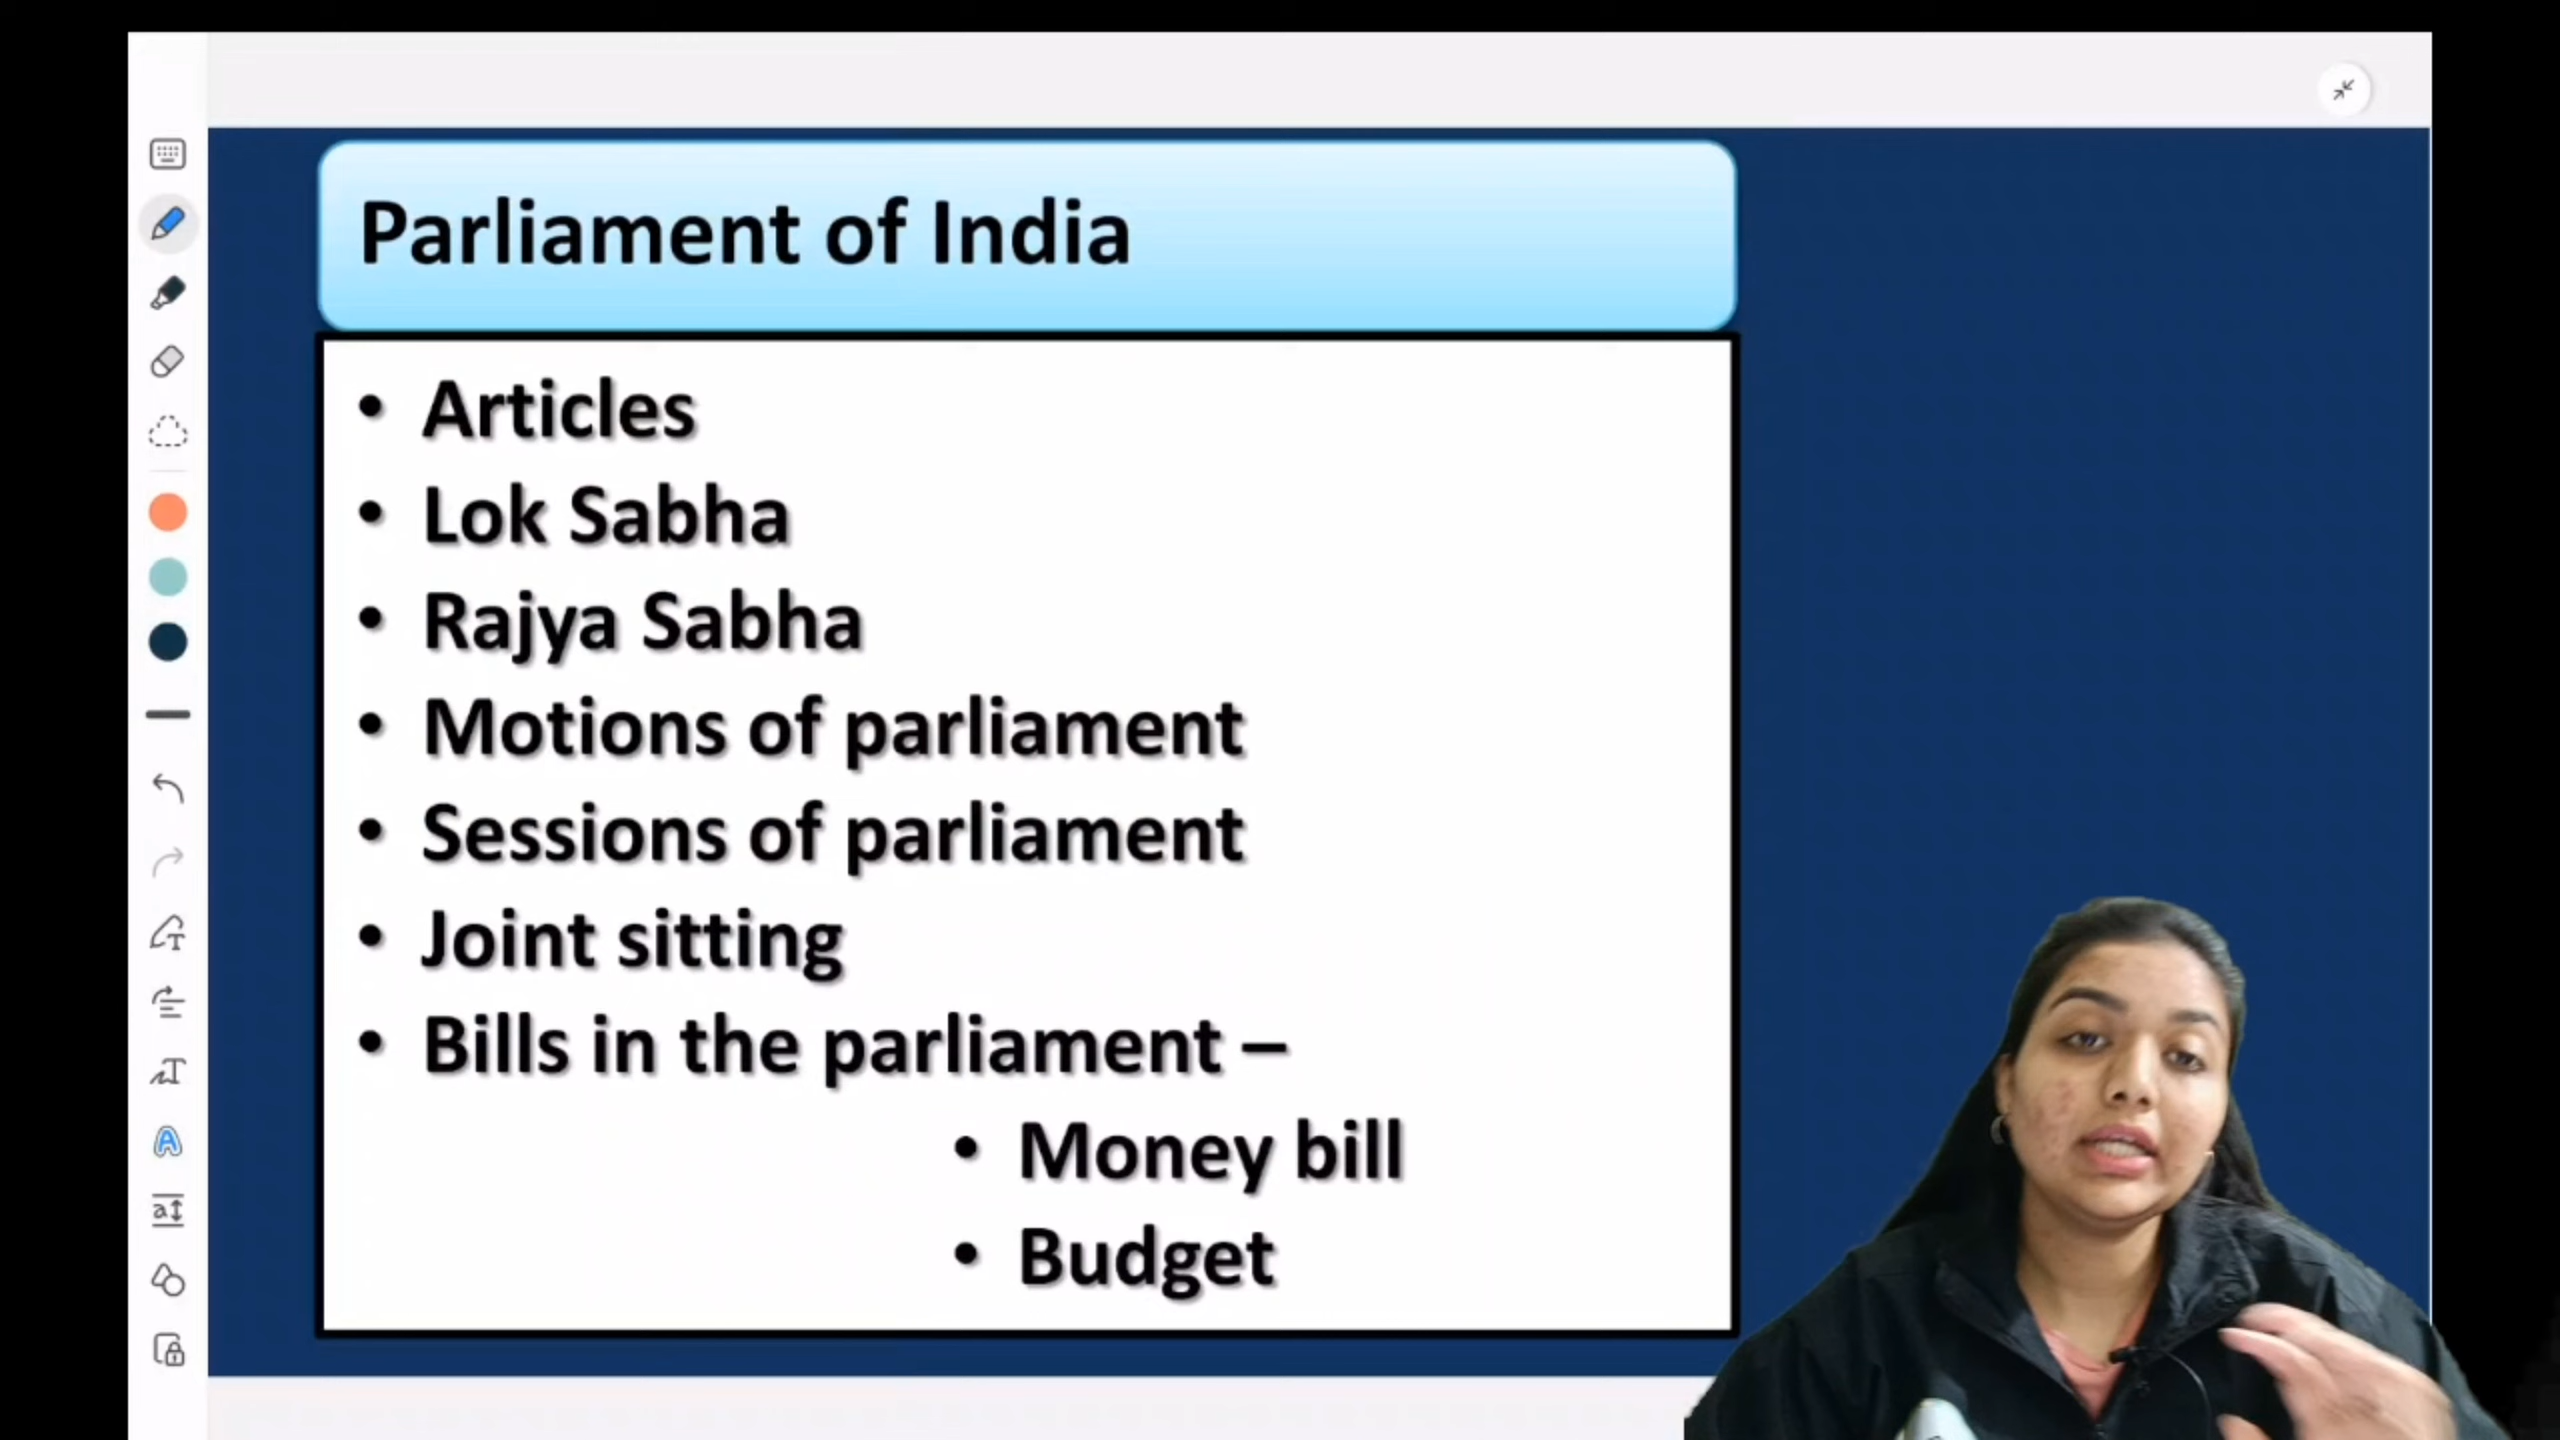 Parliament of India
• Articles
• Lok Sabha
• Rajya Sabha
• Motions of parliament
• Sessions of parliament
• Joint sitting
• Bills in the parliament –
• Money bill
• Budget